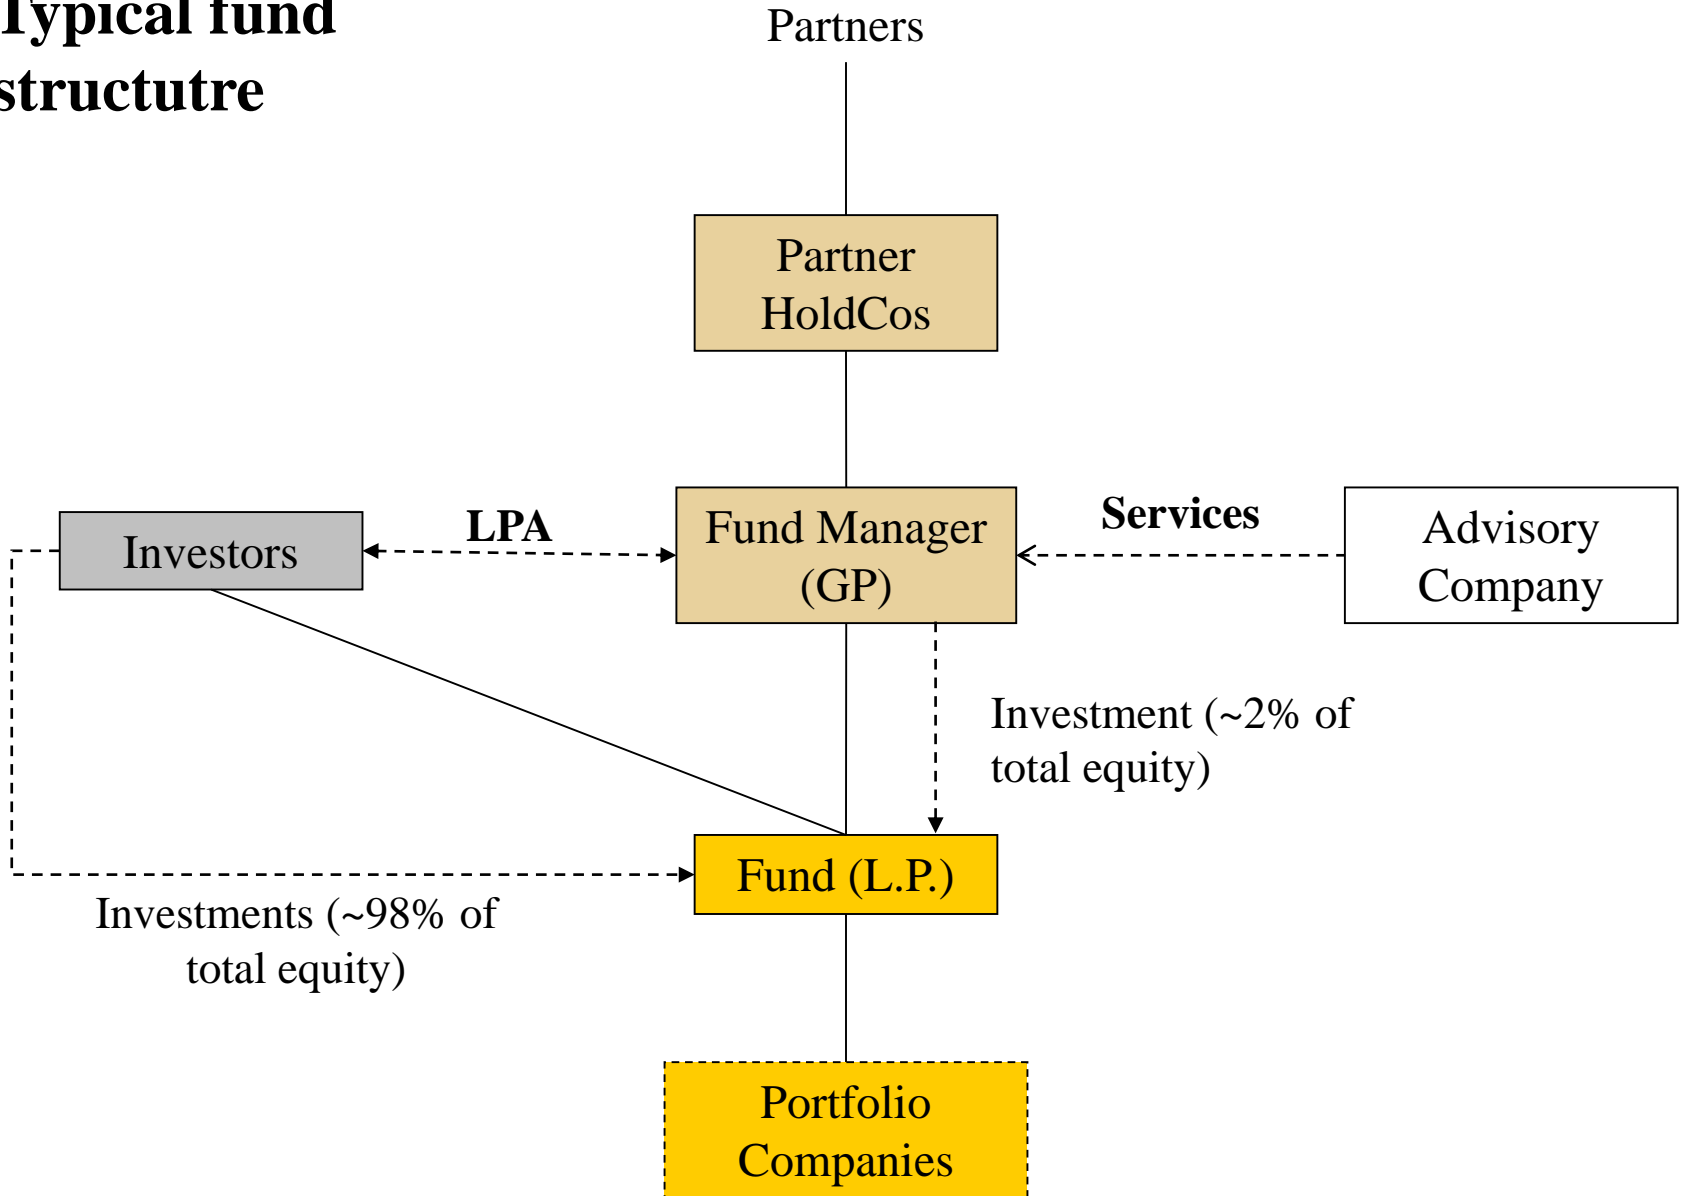 Typical fund
structutre
Partners
Partner
HoldCos
Investors
LPA
Fund Manager
(GP)
Services
Advisory
Company
Investment (~2% of
total equity)
Fund (L.P.)
Investments (~98% of
total equity)
Portfolio
Companies